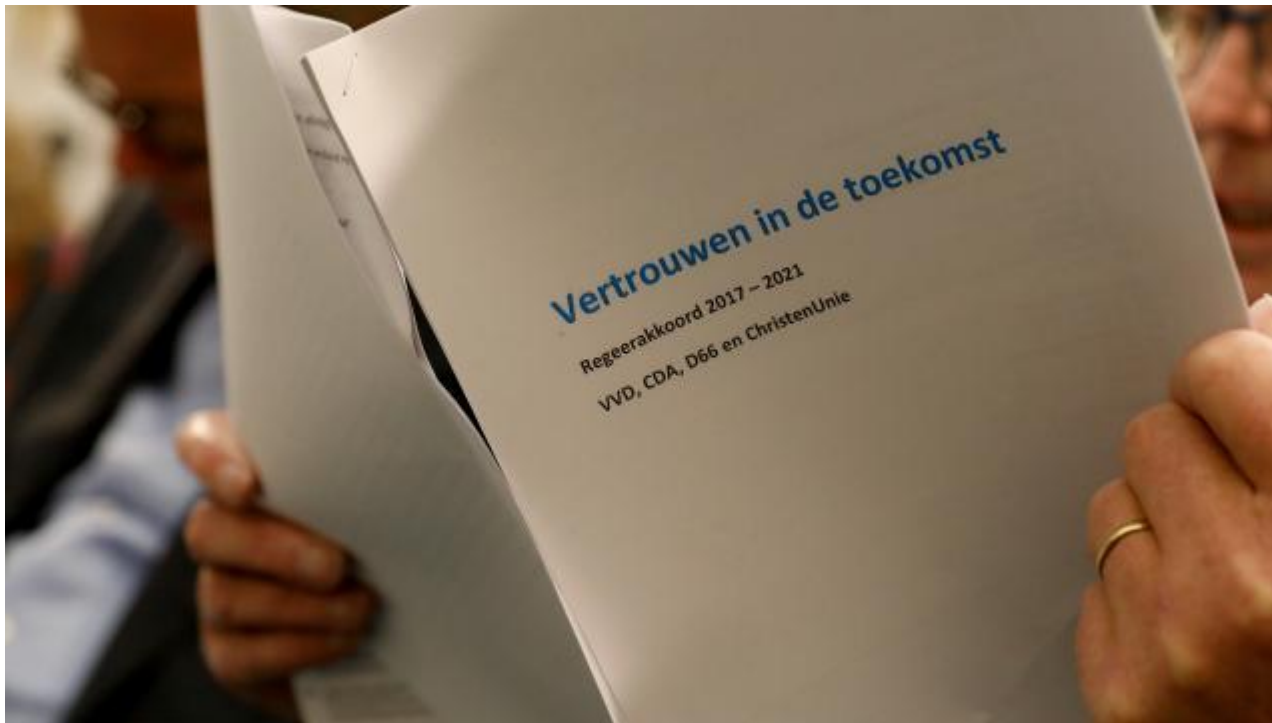 Vertrouwen in de toekomst
Regeerakkoord 2017 – 2021
VVD, CDA, D66 en ChristenUnie